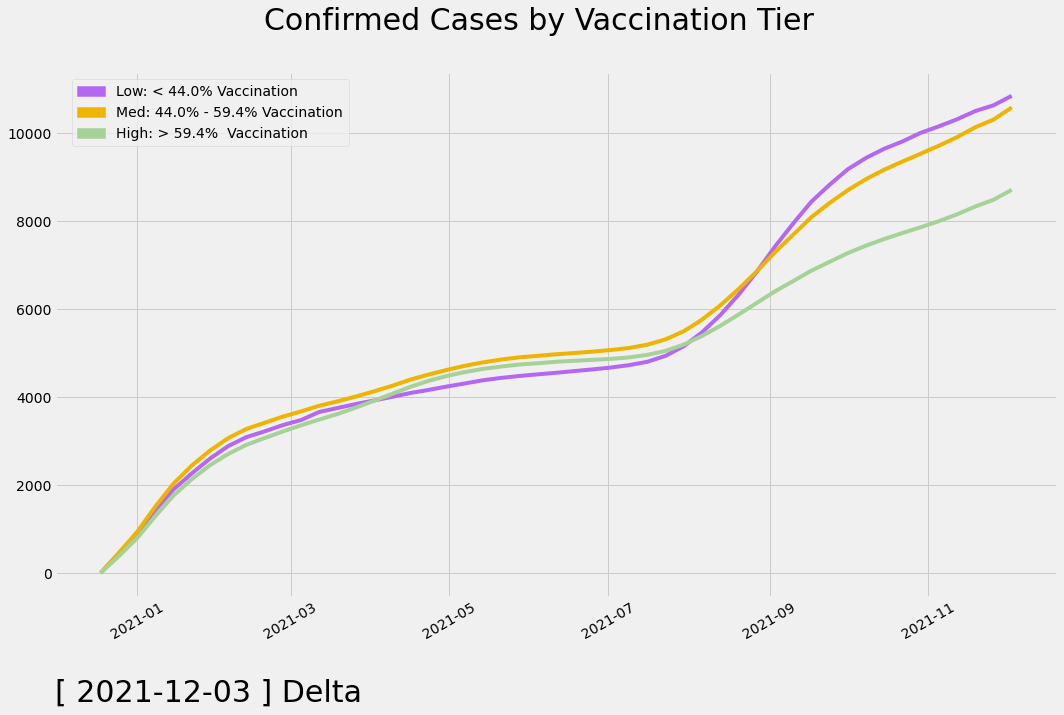 Confirmed Cases by Vaccination Tier
Low: < 44.0% Vaccination
Med: 44.0% - 59.4% Vaccination
High: > 59.4%  Vaccination
10000
8000
6000
4000
2000
0
2021-01
2021-03
2021-05
2021-07
2021-09
2021-11
[ 2021-12-03 ] Delta